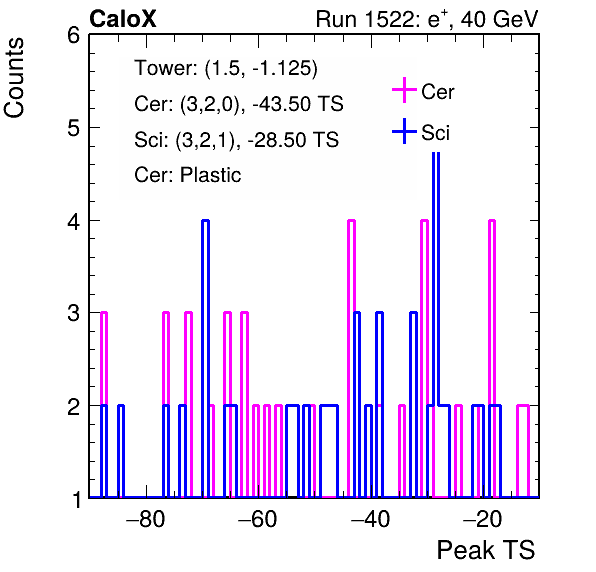 CaloX Run 1522: e+, 40 GeV
Counts
6
5
4
3
2
1
Tower: (1.5, -1.125)
Cer: (3,2,0), -43.50 TS
Sci: (3,2,1), -28.50 TS
Cer: Plastic
Cer
Sci
−80 −60 −40 −20
Peak TS